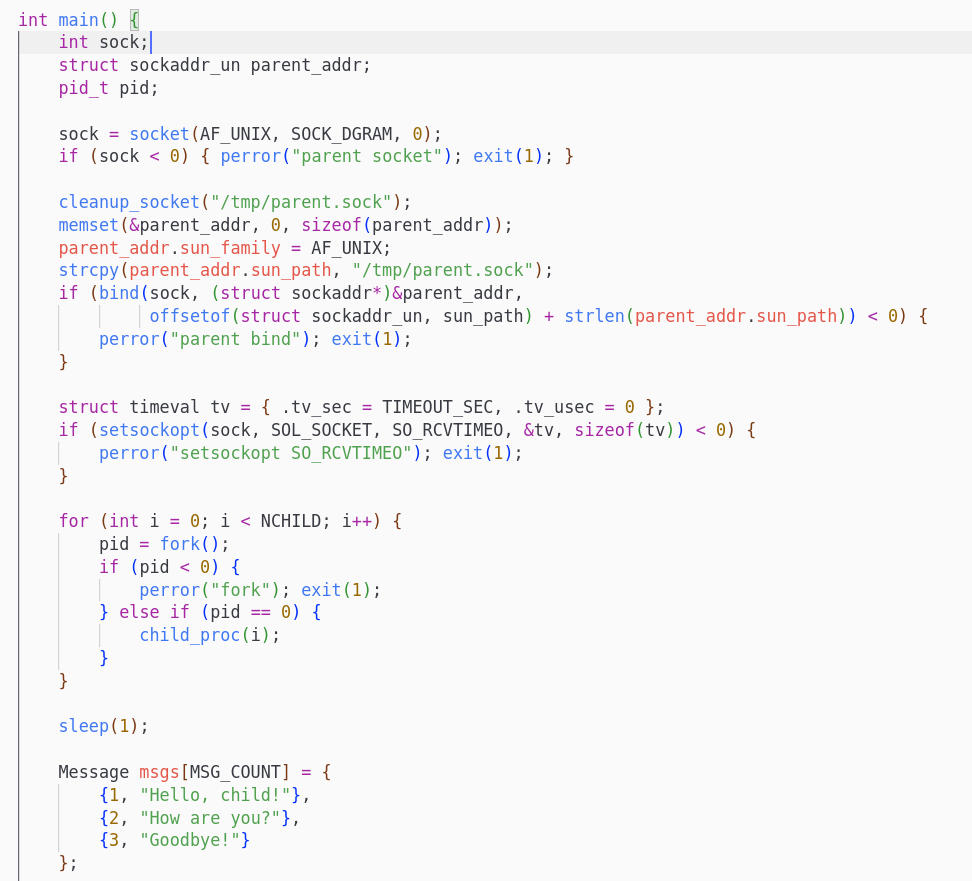 int main() {
    int sock;
    struct sockaddr_un parent_addr;
    pid_t pid;

    sock = socket(AF_UNIX, SOCK_DGRAM, 0);
    if (sock < 0) { perror("parent socket"); exit(1); }

    cleanup_socket("/tmp/parent.sock");
    memset(&parent_addr, 0, sizeof(parent_addr));
    parent_addr.sun_family = AF_UNIX;
    strcpy(parent_addr.sun_path, "/tmp/parent.sock");
    if (bind(sock, (struct sockaddr*)&parent_addr,
             offsetof(struct sockaddr_un, sun_path) + strlen(parent_addr.sun_path)) < 0) {
        perror("parent bind"); exit(1);
    }

    struct timeval tv = { .tv_sec = TIMEOUT_SEC, .tv_usec = 0 };
    if (setsockopt(sock, SOL_SOCKET, SO_RCVTIMEO, &tv, sizeof(tv)) < 0) {
        perror("setsockopt SO_RCVTIMEO"); exit(1);
    }

    for (int i = 0; i < NCHILD; i++) {
        pid = fork();
        if (pid < 0) {
            perror("fork"); exit(1);
        } else if (pid == 0) {
            child_proc(i);
        }
    }

    sleep(1);

    Message msgs[MSG_COUNT] = {
        {1, "Hello, child!"},
        {2, "How are you?"},
        {3, "Goodbye!"}
    };